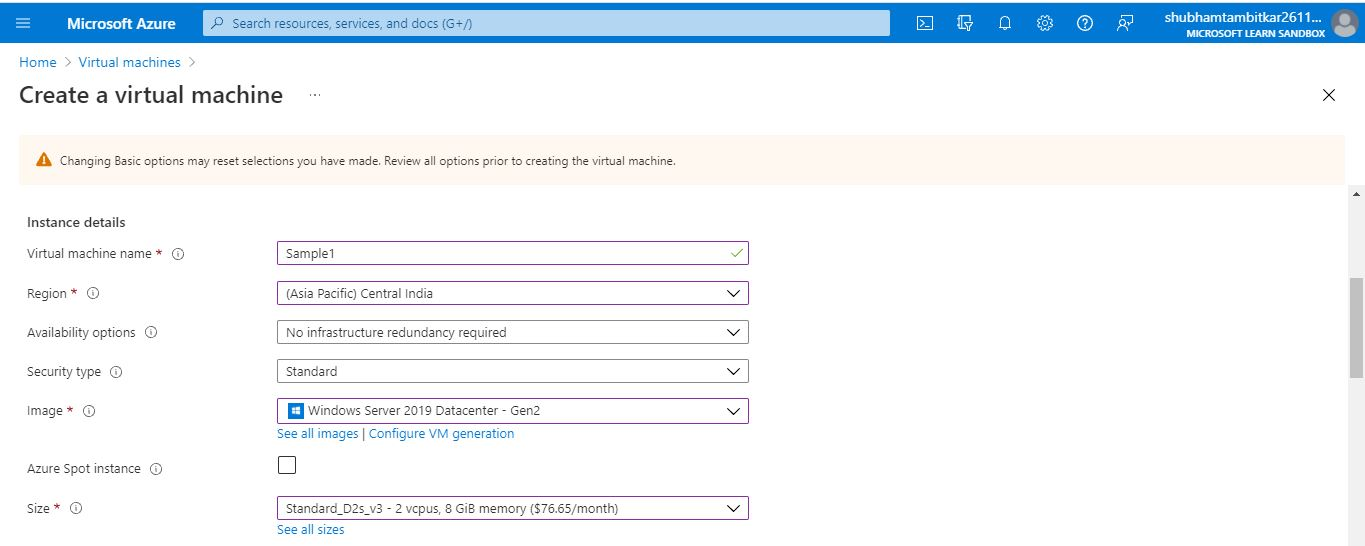 Microsoft Azure
Search resources, services, and docs (G+/)
shubhamtambitkar2611...
MICROSOFT LEARN SANDBOX
Home > Virtual machines >
Create a virtual machine ...
Changing Basic options may reset selections you have made. Review all options prior to creating the virtual machine.
Instance details
Virtual machine name * Sample1
Region * (Asia Pacific) Central India
Availability options No infrastructure redundancy required
Security type Standard
Image * Windows Server 2019 Datacenter - Gen2
See all images | Configure VM generation
Azure Spot instance
Size * Standard_D2s_v3 - 2 vcpus, 8 GiB memory ($76.65/month)
See all sizes